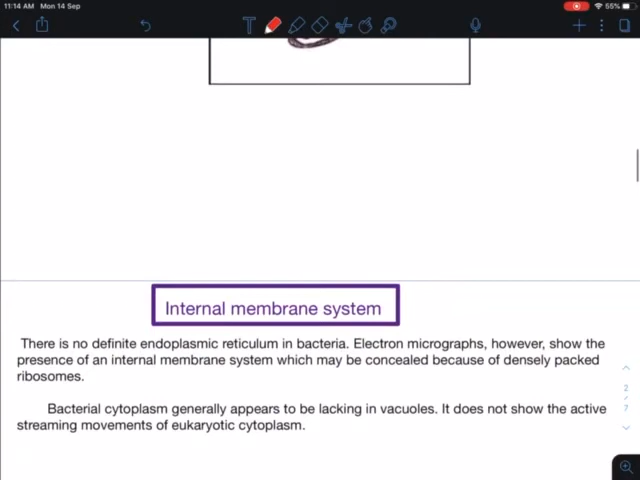 11:14 AM Mon 14 Sep
55%
Internal membrane system
There is no definite endoplasmic reticulum in bacteria. Electron micrographs, however, show the
presence of an internal membrane system which may be concealed because of densely packed
ribosomes.
Bacterial cytoplasm generally appears to be lacking in vacuoles. It does not show the active
streaming movements of eukaryotic cytoplasm.
2
/
7